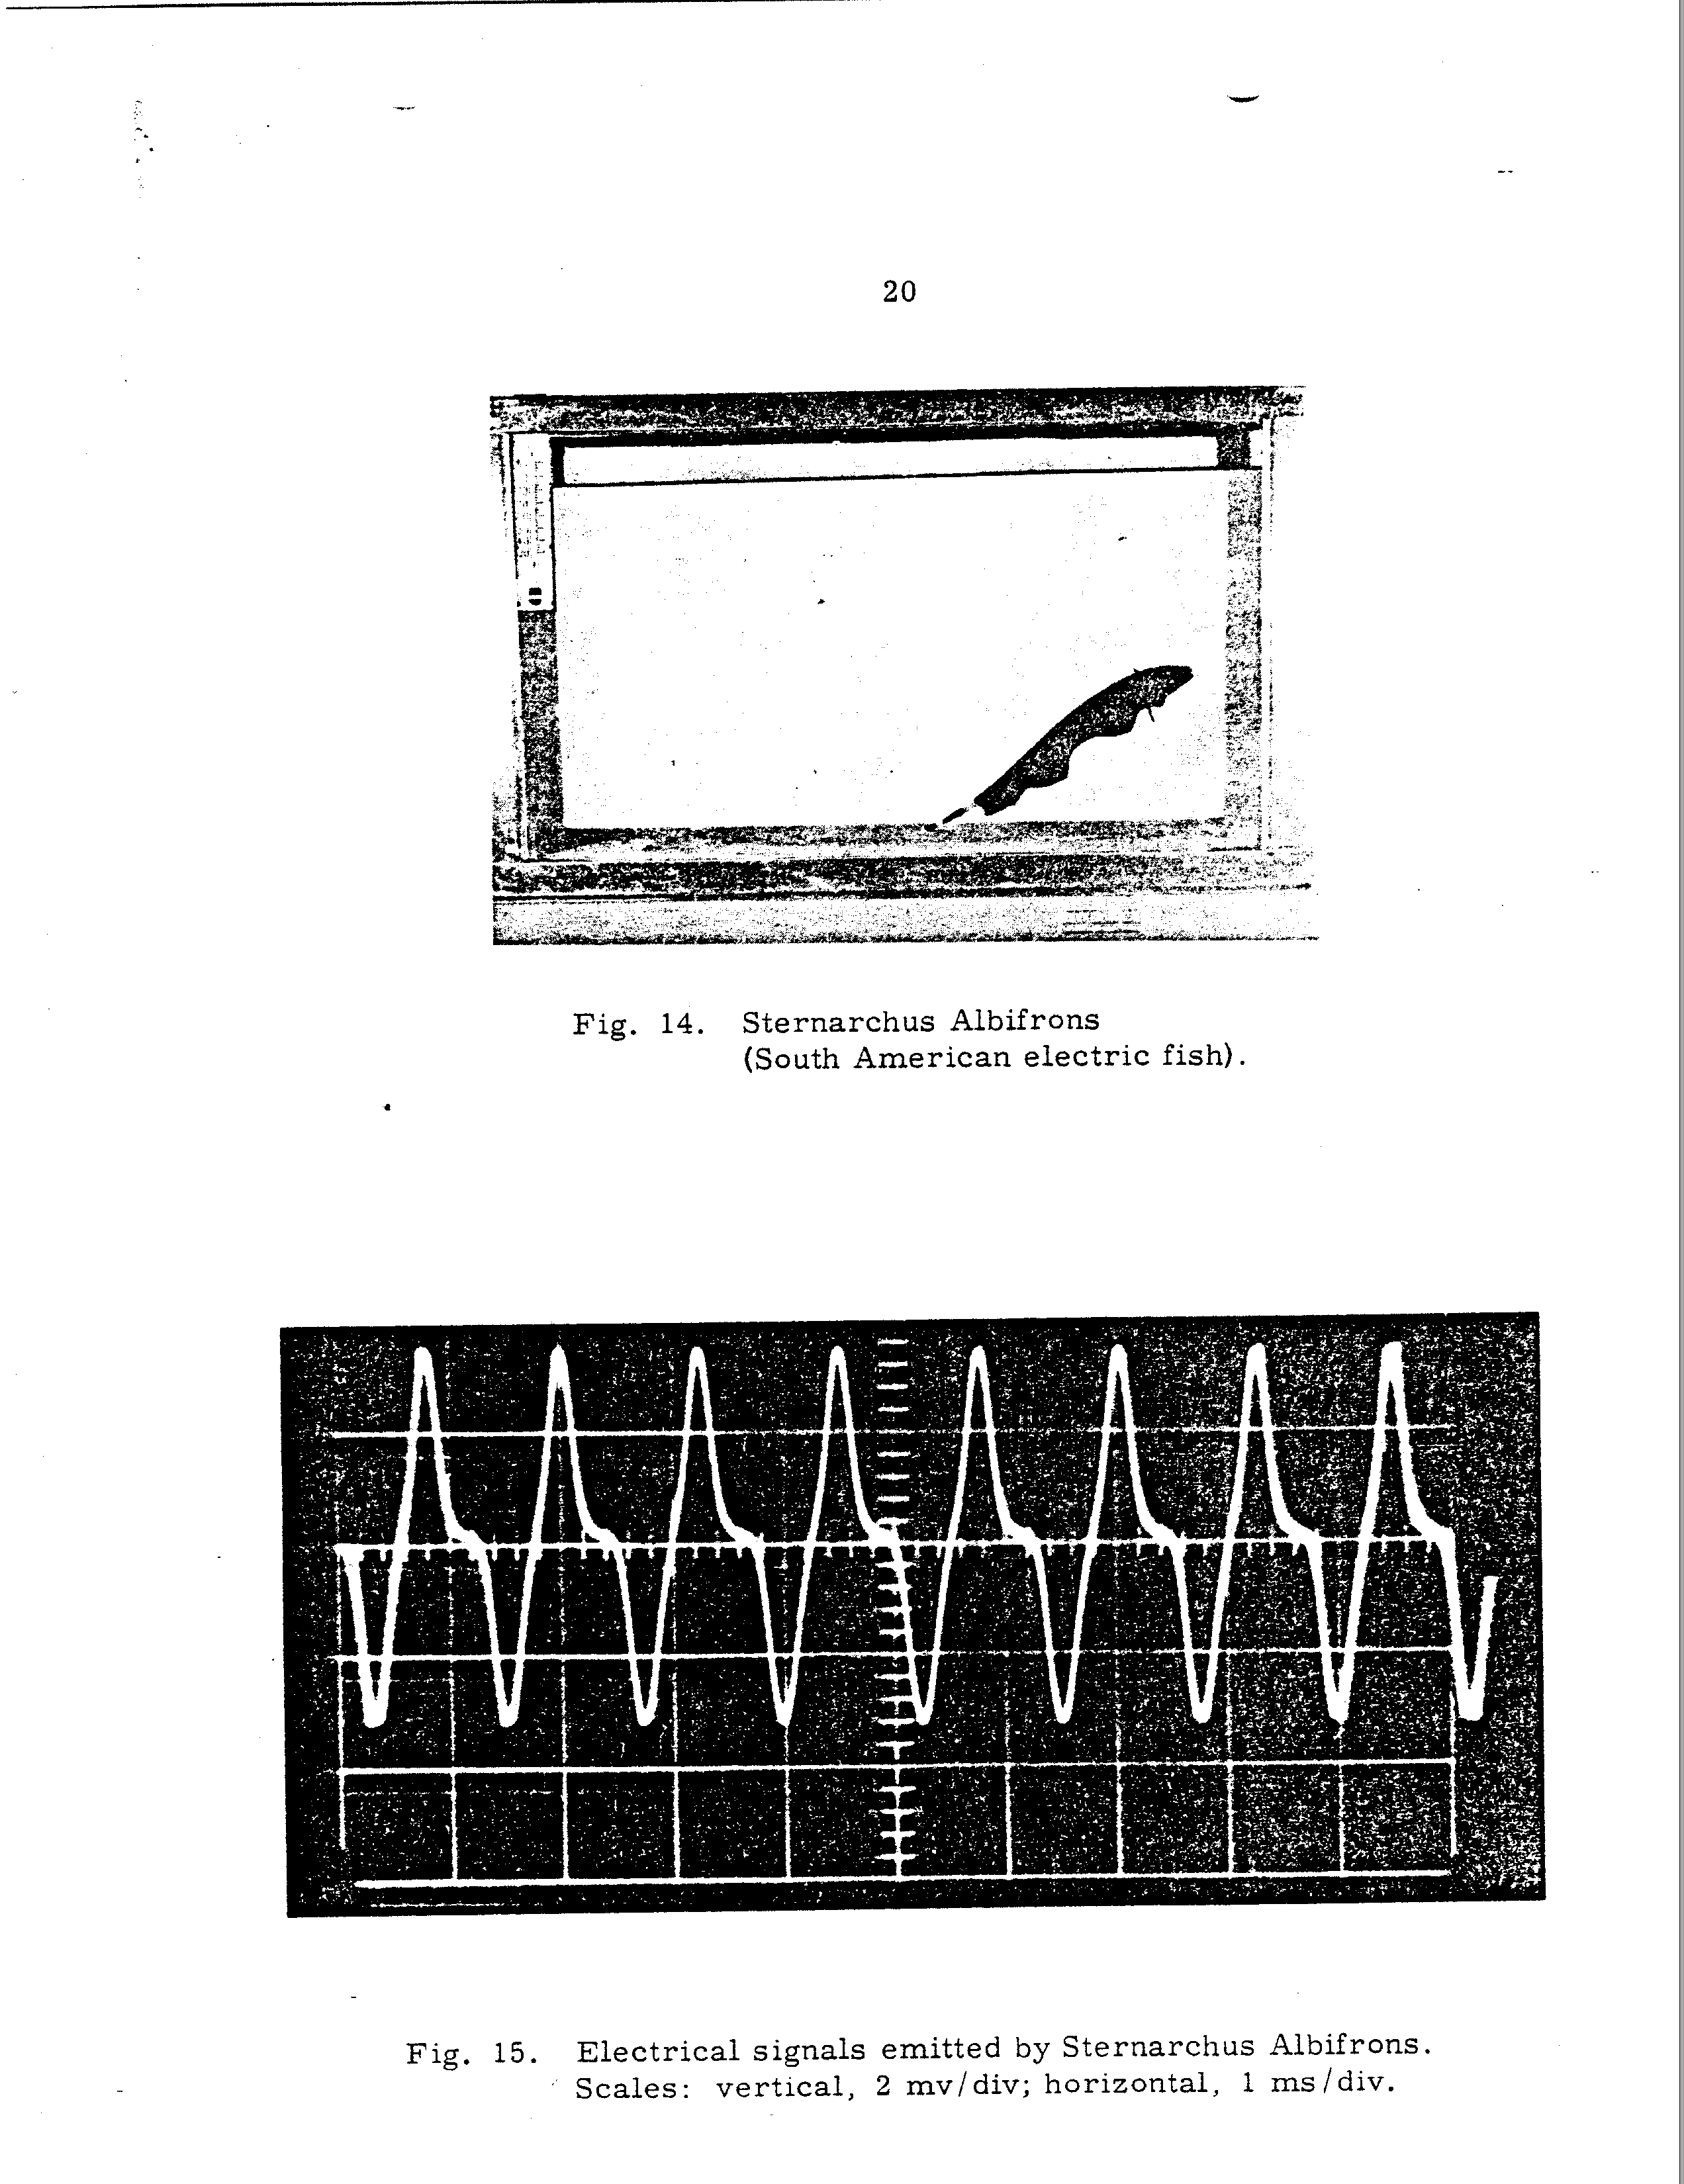 20
Fig. 14. Sternarchus Albifrons
(South American electric fish).
Fig. 15. Electrical signals emitted by Sternarchus Albifrons.
Scales: vertical, 2 mv/div; horizontal, 1 ms/div.